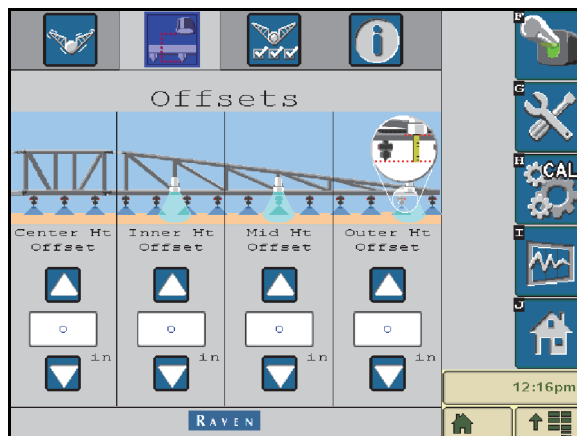 F
Offsets
G
H
CAL
Center Ht Inner Ht Mid Ht Outer Ht
Offset Offset Offset Offset
I
0 0 0 0
J
in in in in
12:16pm
RAVEN